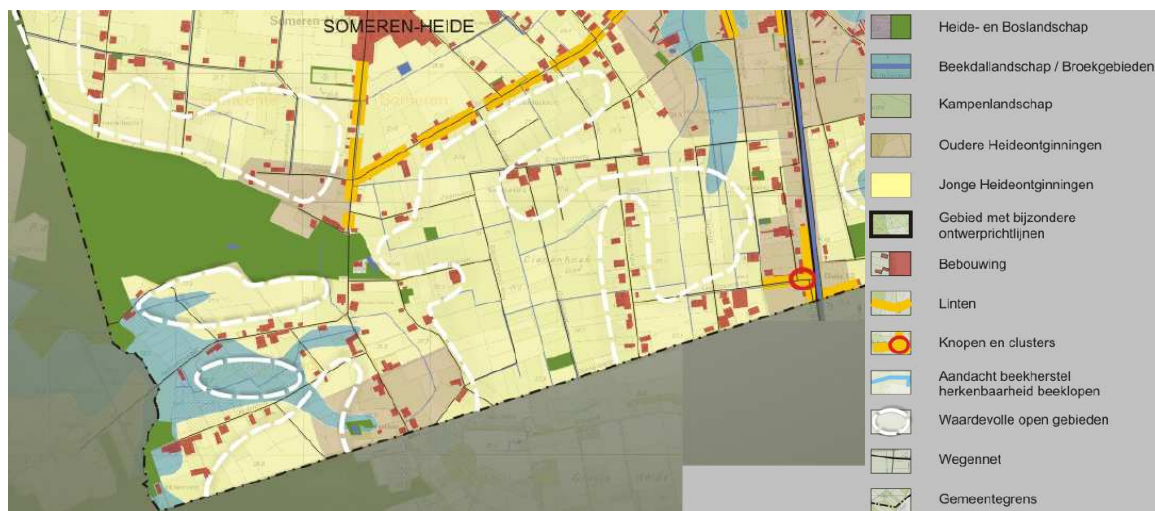 SOMEREN-HEIDE
Someren
Heide- en Boslandschap
Beekdallandschap / Broekgebieden
Kampenlandschap
Oudere Heideontginningen
Jonge Heideontginningen
Gebied met bijzondere
ontwerprichtlijnen
Bebouwing
Linten
Knopen en clusters
Aandacht beekherstel
herkenbaarheid beeklopen
Waardevolle open gebieden
Wegennet
Gemeentegrens